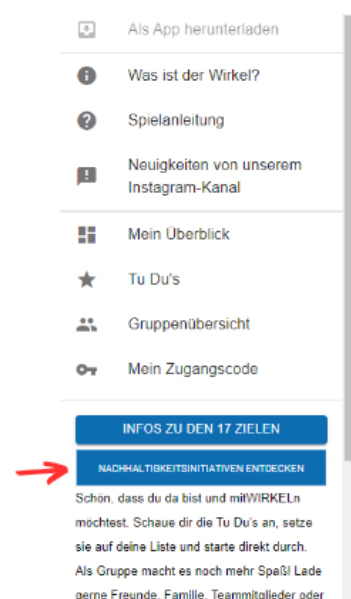 Als App herunterladen
Was ist der Wirkel?
Spielanleitung
Neuigkeiten von unserem
Instagram-Kanal
Mein Überblick
Tu Du's
Gruppenübersicht
Mein Zugangscode
INFOS ZU DEN 17 ZIELEN
NACHHALTIGKEITSINITIATIVEN ENTDECKEN
Schön, dass du da bist und mitWIRKELn
möchtest. Schaue dir die Tu Du's an, setze
sie auf deine Liste und starte direkt durch.
Als Gruppe macht es noch mehr Spaß! Lade
gerne Freunde, Familie, Teammitglieder oder